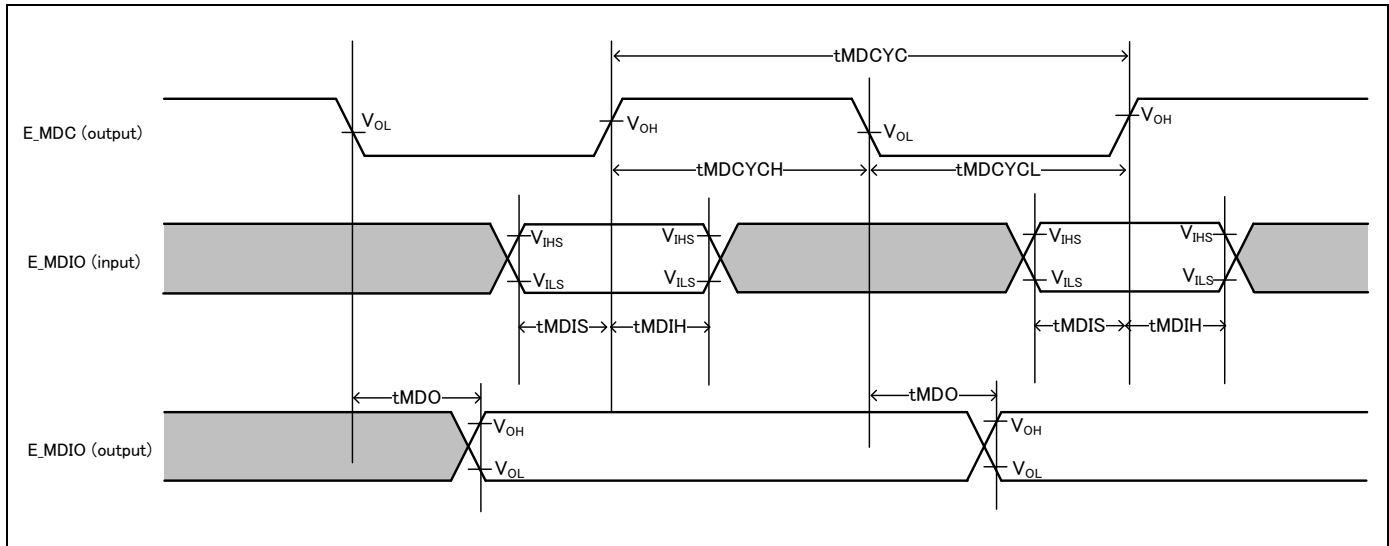 tMDCYC
E_MDC (output)
VOL
VOH
VOL
VOH
tMDCYCH
tMDCYCL
E_MDIO (input)
VIHS
VIHS
VIHS
VIHS
VILS
VILS
VILS
VILS
tMDIS
tMDIH
tMDIS
tMDIH
tMDO
tMDO
E_MDIO (output)
VOH
VOH
VOL
VOL